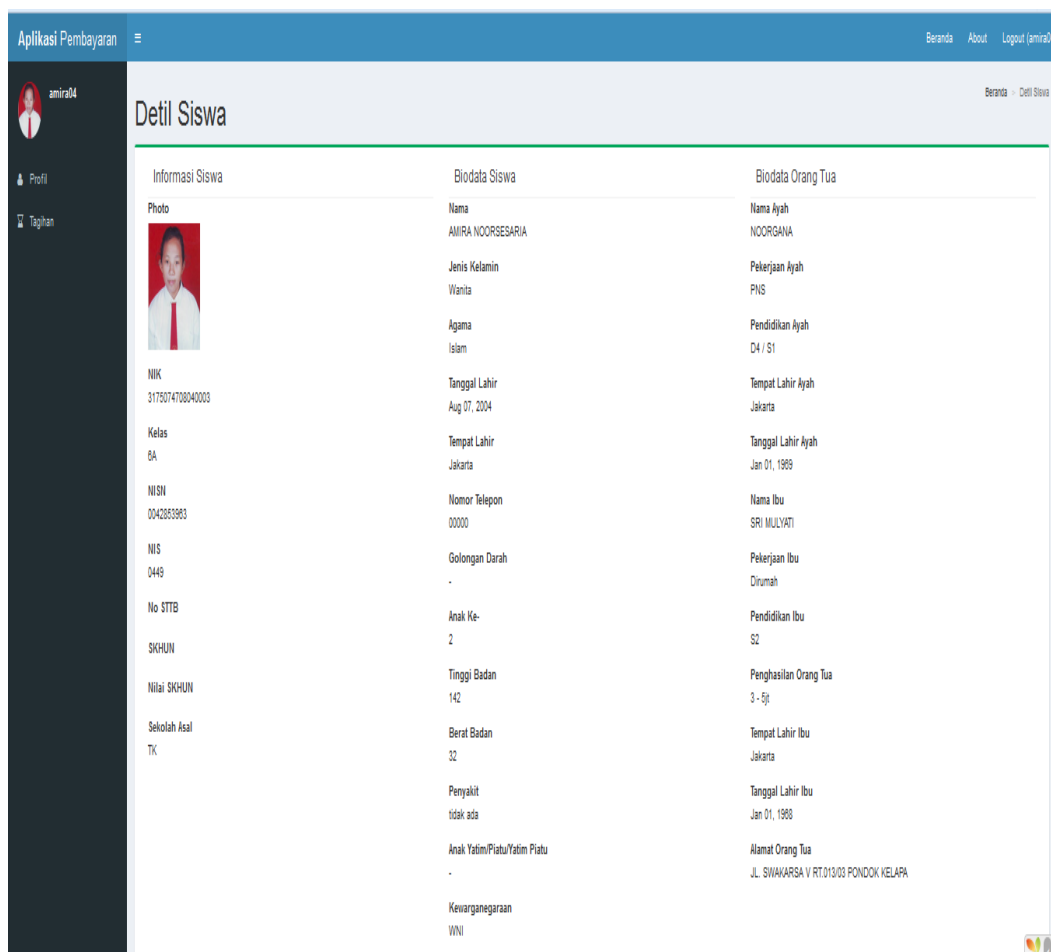 Aplikasi Pembayaran
Beranda About Logout (amira0
amira04
Profil
Tagihan
Detil Siswa
Beranda > Detil Siswa
Informasi Siswa
Photo
NIK
3175074708040003
Kelas
6A
NISN
0042853963
NIS
0449
No STTB
SKHUN
Nilai SKHUN
Sekolah Asal
TK
Biodata Siswa
Nama
AMIRA NOORSESARIA
Jenis Kelamin
Wanita
Agama
Islam
Tanggal Lahir
Aug 07, 2004
Tempat Lahir
Jakarta
Nomor Telepon
00000
Golongan Darah
-
Anak Ke-
2
Tinggi Badan
142
Berat Badan
32
Penyakit
tidak ada
Anak Yatim/Piatu/Yatim Piatu
-
Kewarganegaraan
WNI
Biodata Orang Tua
Nama Ayah
NOORGANA
Pekerjaan Ayah
PNS
Pendidikan Ayah
D4 / S1
Tempat Lahir Ayah
Jakarta
Tanggal Lahir Ayah
Jan 01, 1969
Nama Ibu
SRI MULYATI
Pekerjaan Ibu
Dirumah
Pendidikan Ibu
S2
Penghasilan Orang Tua
3 - 5jt
Tempat Lahir Ibu
Jakarta
Tanggal Lahir Ibu
Jan 01, 1968
Alamat Orang Tua
JL. SWAKARSA V RT.013/03 PONDOK KELAPA